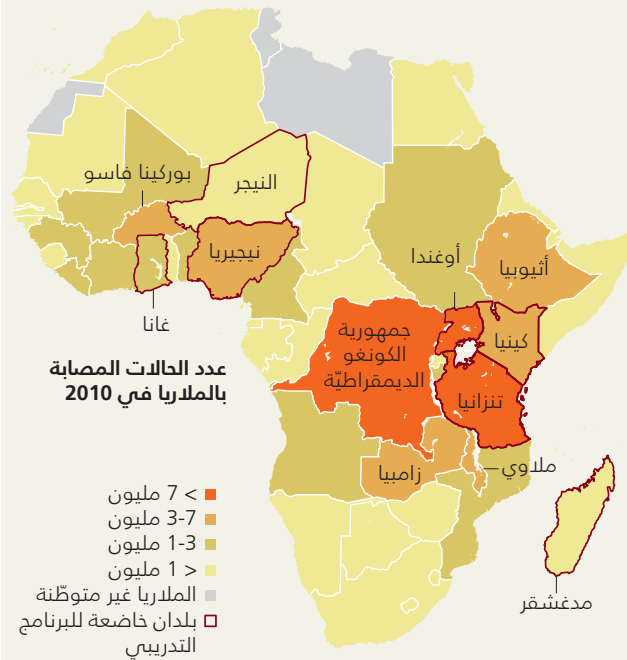 بوركينا فاسو
النيجر
نيجيريا
أوغندا
أثيوبيا
غانا
جمهورية
الكونغو
الديمقراطيّة
كينيا
تنزانيا
عدد الحالات المصابة
بالملاريا في 2010
زامبيا
ملاوي
مدغشقر
> 7 مليون
3-7 مليون
1-3 مليون
< 1 مليون
الملاريا غير متوطّنة
بلدان خاضعة للبرنامج
التدريبي